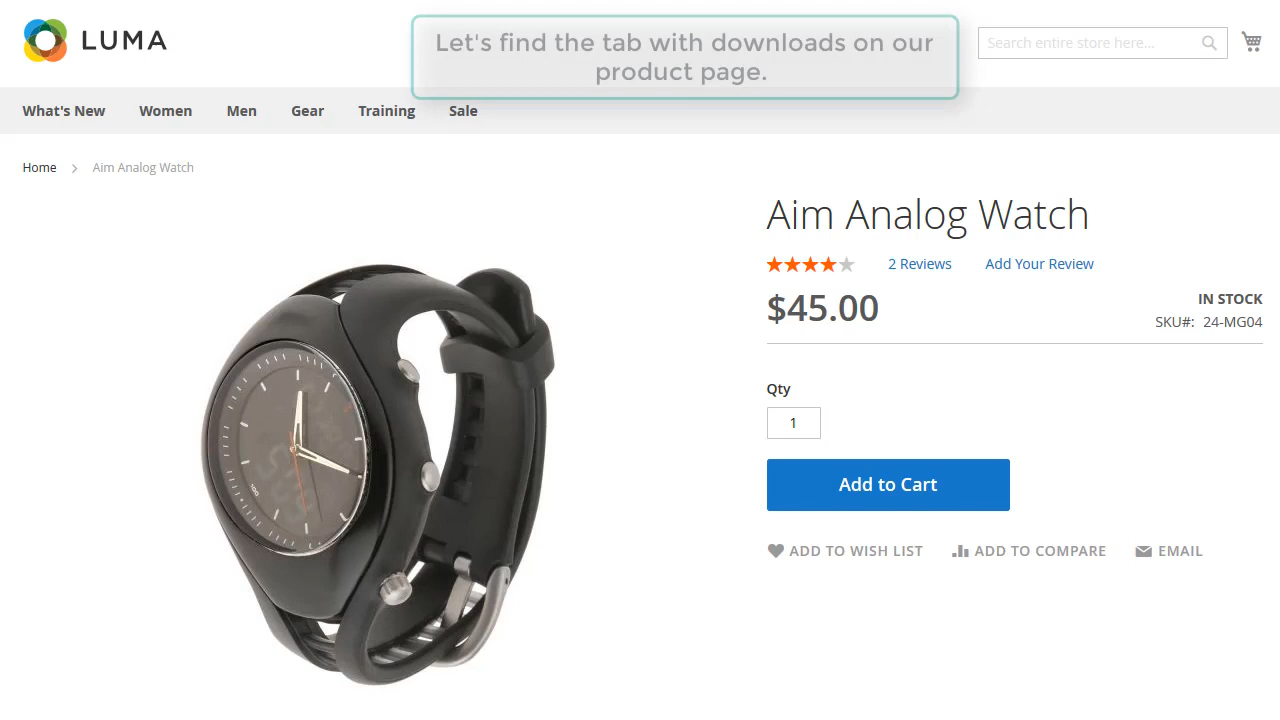 LUMA
Let's find the tab with downloads on our
product page.
Search entire store here...
What's New Women Men Gear Training Sale
Home Aim Analog Watch
Aim Analog Watch
2 Reviews Add Your Review
$45.00
IN STOCK
SKU#: 24-MG04
Qty
1
Add to Cart
ADD TO WISH LIST ADD TO COMPARE EMAIL